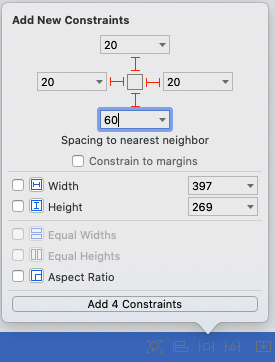 Add New Constraints
20
20 20
60
Spacing to nearest neighbor
Constrain to margins
Width 397
Height 269
Equal Widths
Equal Heights
Aspect Ratio
Add 4 Constraints